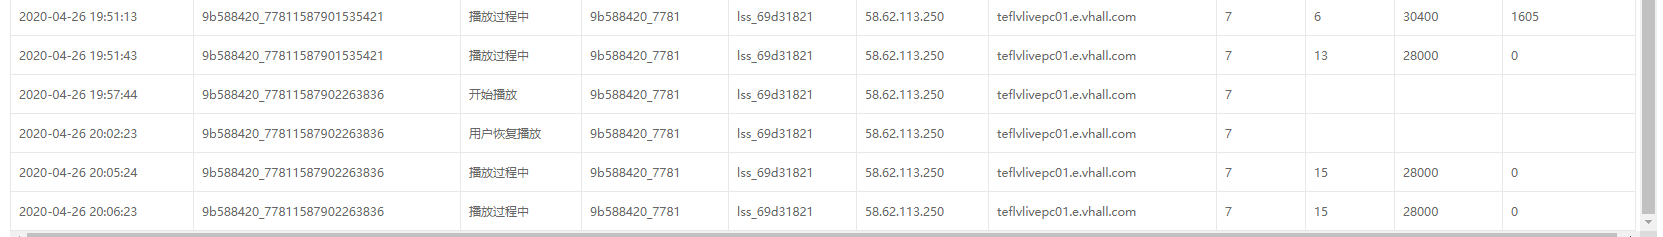 2020-04-26 19:51:13 9b588420_77811587901535421 播放过程中 9b588420_7781 lss_69d31821 58.62.113.250 teflvlivepc01.e.vhall.com 7 6 30400 1605
2020-04-26 19:51:43 9b588420_77811587901535421 播放过程中 9b588420_7781 lss_69d31821 58.62.113.250 teflvlivepc01.e.vhall.com 7 13 28000 0
2020-04-26 19:57:44 9b588420_77811587902263836 开始播放 9b588420_7781 lss_69d31821 58.62.113.250 teflvlivepc01.e.vhall.com 7
2020-04-26 20:02:23 9b588420_77811587902263836 用户恢复播放 9b588420_7781 lss_69d31821 58.62.113.250 teflvlivepc01.e.vhall.com 7
2020-04-26 20:05:24 9b588420_77811587902263836 播放过程中 9b588420_7781 lss_69d31821 58.62.113.250 teflvlivepc01.e.vhall.com 7 15 28000 0
2020-04-26 20:06:23 9b588420_77811587902263836 播放过程中 9b588420_7781 lss_69d31821 58.62.113.250 teflvlivepc01.e.vhall.com 7 15 28000 0